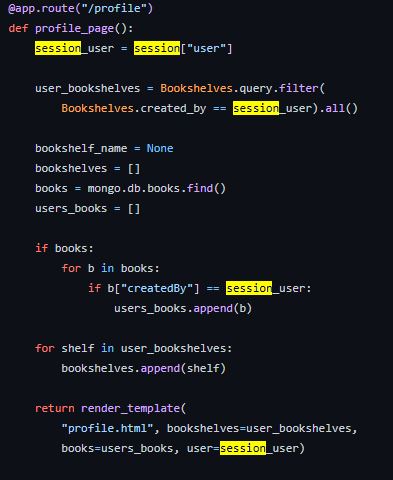 @app.route("/profile")
def profile_page():
    session_user = session["user"]

    user_bookshelves = Bookshelves.query.filter(
        Bookshelves.created_by == session_user).all()

    bookshelf_name = None
    bookshelves = []
    books = mongo.db.books.find()
    users_books = []

    if books:
        for b in books:
            if b["createdBy"] == session_user:
                users_books.append(b)

    for shelf in user_bookshelves:
        bookshelves.append(shelf)

    return render_template(
        "profile.html", bookshelves=user_bookshelves,
        books=users_books, user=session_user)